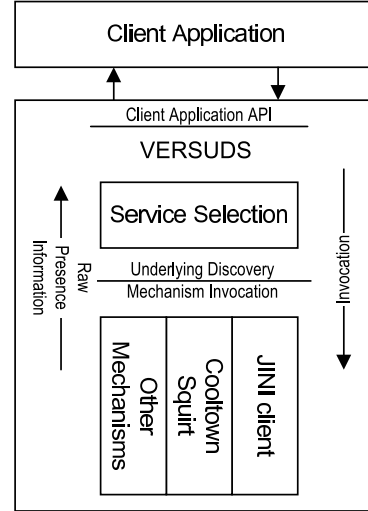 Client Application
Client Application API
VERSUDS
Service Selection
Underlying Discovery
Mechanism Invocation
Raw
Presence
Information
Invocation
Other
Mechanisms
Cooltown
Squirt
JINI client